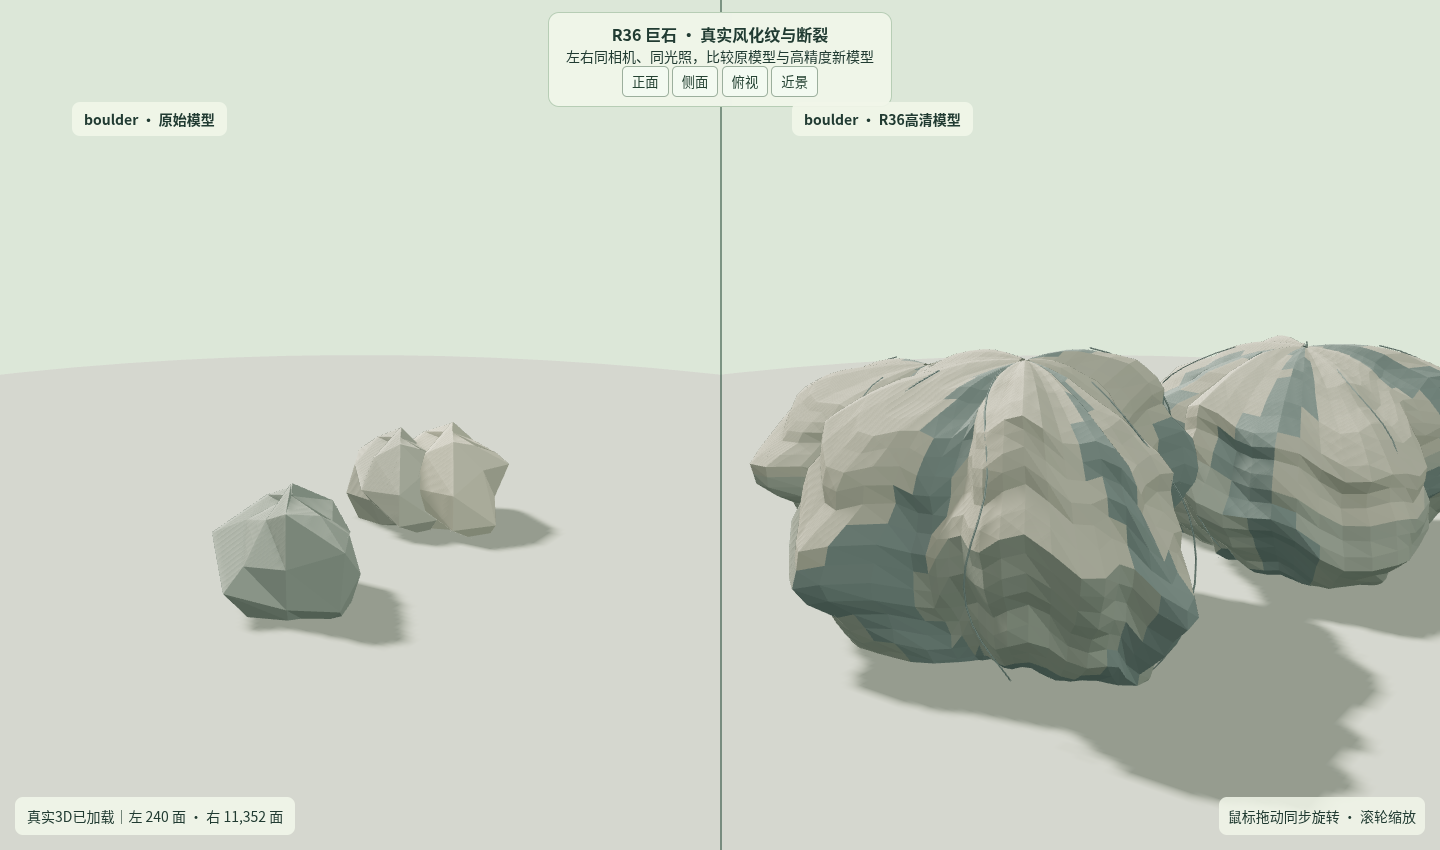 R36 巨石 · 真实风化纹与断裂
左右同相机、同光照，比较原模型与高精度新模型
正面 侧面 俯视 近景
boulder · 原始模型
boulder · R36高清模型
真实3D已加载｜左 240 面 · 右 11,352 面
鼠标拖动同步旋转 · 滚轮缩放